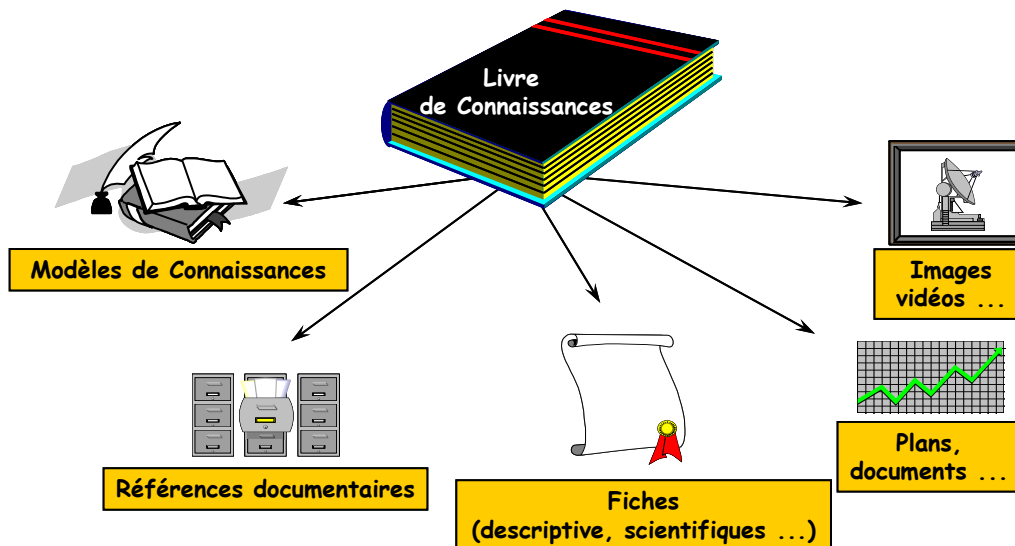 Livre
de Connaissances
Modèles de Connaissances
Images
vidéos ...
Références documentaires
Fiches
(descriptive, scientifiques ...)
Plans,
documents ...